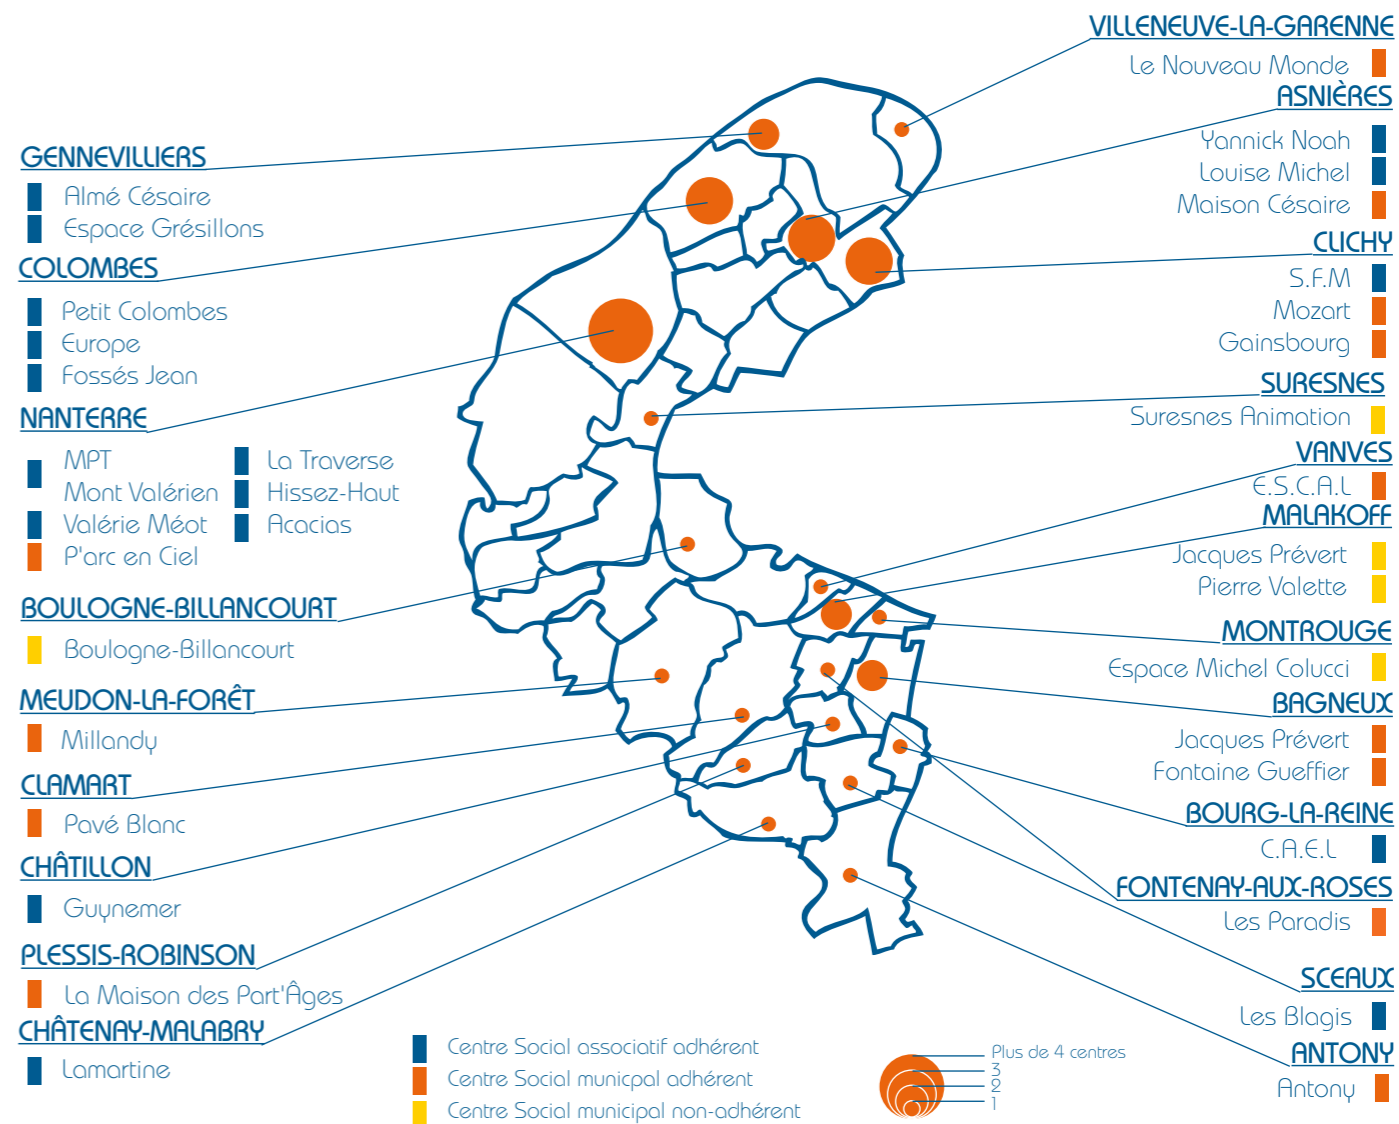 GENNEVILLIERS
Almé Césaire
Espace Grésillons
COLOMBES
Petit Colombes
Europe
Fossés Jean
NANTERRE
MPT
Mont Valérien
Valérie Méot
P'arc en Ciel
La Traverse
Hissez-Haut
Acacias
BOULOGNE-BILLANCOURT
Boulogne-Billancourt
MEUDON-LA-FORÊT
Millandy
CLAMART
Pavé Blanc
CHÂTILLON
Guynemer
PLESSIS-ROBINSON
La Maison des Part'Âges
CHÂTENAY-MALABRY
Lamartine
VILLENEUVE-LA-GARENNE
Le Nouveau Monde
ASNIÈRES
Yannick Noah
Louise Michel
Maison Césaire
CLICHY
S.F.M
Mozart
Gainsbourg
SURESNES
Suresnes Animation
VANVES
E.S.C.A.L
MALAKOFF
Jacques Prévert
Pierre Valette
MONTROUGE
Espace Michel Colucci
BAGNEUX
Jacques Prévert
Fontaine Gueffier
BOURG-LA-REINE
C.A.E.L
FONTENAY-AUX-ROSES
Les Paradis
SCEAUX
Les Blagis
ANTONY
Antony
Centre Social associatif adhérent
Centre Social municpal adhérent
Centre Social municipal non-adhérent
Plus de 4 centres
3
2
1